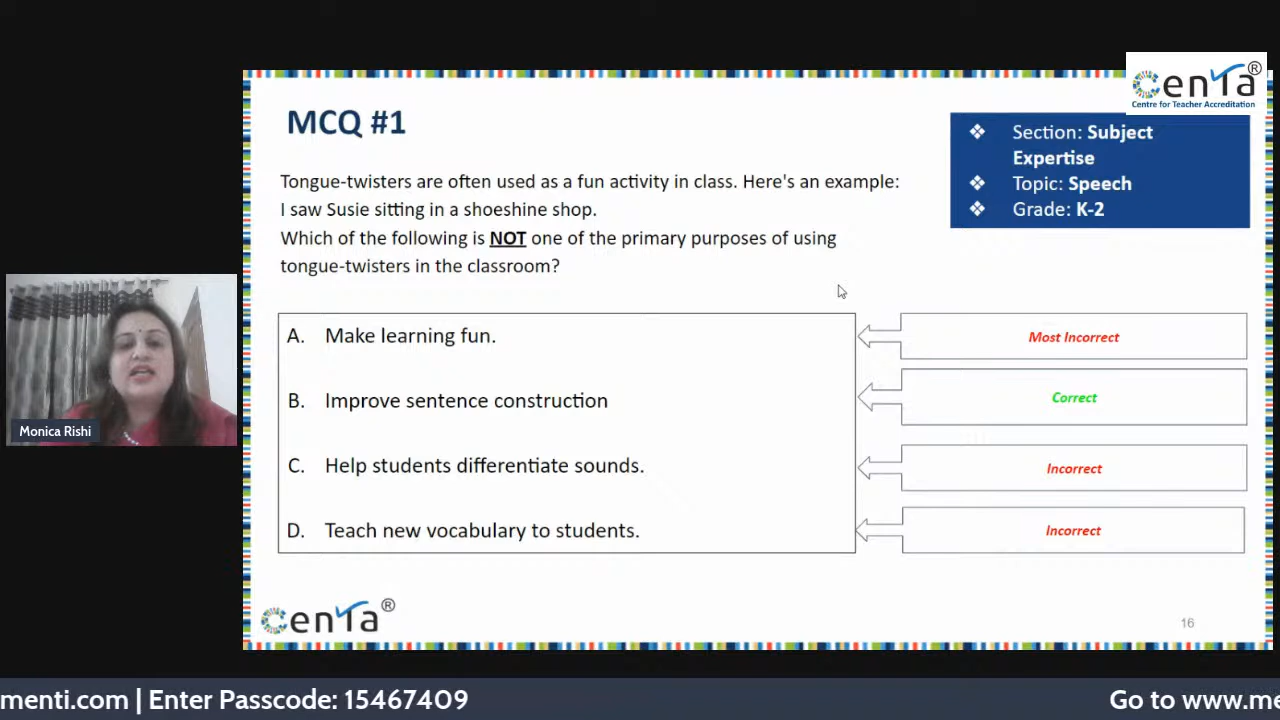 CENTA®
Centre for Teacher Accreditation
MCQ #1
❖ Section: Subject
Expertise
❖ Topic: Speech
❖ Grade: K-2
Tongue-twisters are often used as a fun activity in class. Here's an example:
I saw Susie sitting in a shoeshine shop.
Which of the following is NOT one of the primary purposes of using
tongue-twisters in the classroom?
A. Make learning fun.
Most Incorrect
B. Improve sentence construction
Correct
C. Help students differentiate sounds.
Incorrect
D. Teach new vocabulary to students.
Incorrect
Monica Rishi
CENTA®
16
menti.com | Enter Passcode: 15467409
Go to www.me